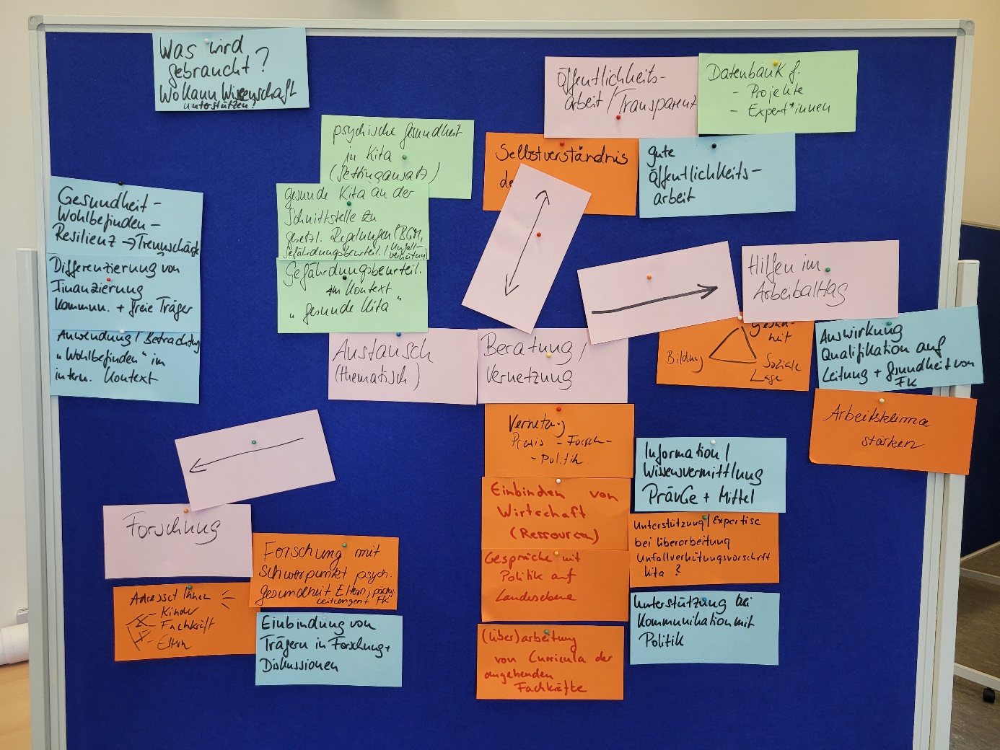 Was wird
gebraucht?
Wo kann Wissenschaft
unterstützen?
Öffentlichkeits-
arbeit / Transparent
Datenbank f.
- Projekte
- Expert*innen
psychische Gesundheit
in Kita
(Settingansatz)
Selbstverständnis
de
gute
Öffentlichkeits-
arbeit
Gesundheit -
Wohlbefinden -
Resilienz → Trennschärfe
Differenzierung von
Finanzierung
kommun. + freie Träger
Anwendung / Betrachtung
"Wohlbefinden" im
intern. Kontext
gesunde Kita an der
Schnittstelle zu
gesetzl. Regelungen (BGM,
Gefährdungsbeurteil. / Unfall-
verhütung)
Gefährdungsbeurteil.
im Kontext
"gesunde Kita"
Austausch
(thematisch)
Beratung /
Vernetzung
Hilfen im
Arbeiballtag
Gesund-
heit
Bildung
Soziale
Lage
Auswirkung
Qualifikation auf
Leitung + Gesundheit von
FK
Arbeitsklima
stärken
Vernetzung
Praxis - Forsch-
- Politik
Einbinden von
Wirtschaft
(Ressourcen)
Gespräche mit
Politik auf
Landesebene
(über)arbeitung
von Curricula der
angehenden
Fachkräfte
Information /
Wissensvermittlung
PrävGe + Mittel
Unterstützung / Expertise
bei Überarbeitung
Unfallverhütungsvorschrift
Kita ?
Unterstützung bei
Kommunikation mit
Politik
Forschung
Forschung mit
Schwerpunkt psych.
Gesundheit Eltern, pädag.
Leitungen + FK
Adressat Innen
- Kinder
- Fachkräft
- Eltern
Einbindung von
Trägern in Forschung +
Diskussionen